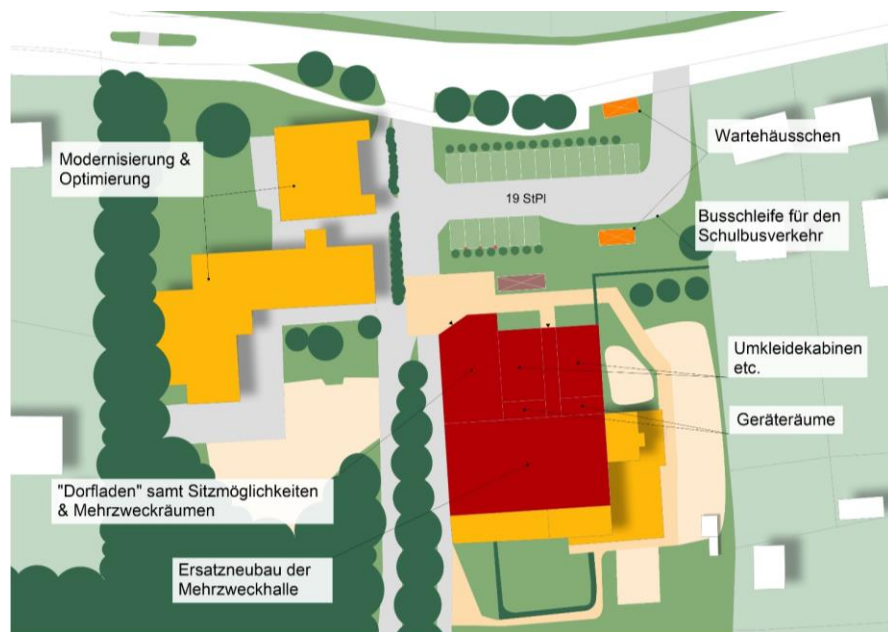 Wartehäusschen
Modernisierung &
Optimierung
19 StPl
Busschleife für den
Schulbusverkehr
Umkleidekabinen
etc.
Geräteräume
"Dorfladen" samt Sitzmöglichkeiten
& Mehrzweckräumen
Ersatzneubau der
Mehrzweckhalle